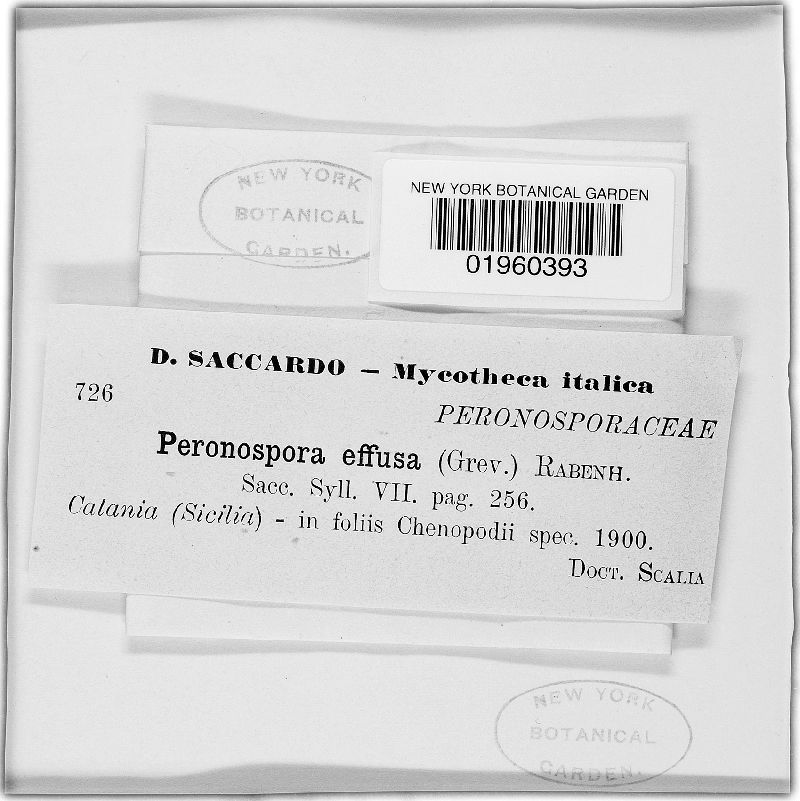 NEW YORK
BOTANICAL
GARDEN.
NEW YORK BOTANICAL GARDEN
01960393
D. SACCARDO — Mycotheca italica
726
PERONOSPORACEAE
Peronospora effusa (Grev.) RABENH.
Sacc. Syll. VII. pag. 256.
Catania (Sicilia) - in foliis Chenopodii spec. 1900.
DOCT. SCALIA
NEW YORK
BOTANICAL
GARDEN.